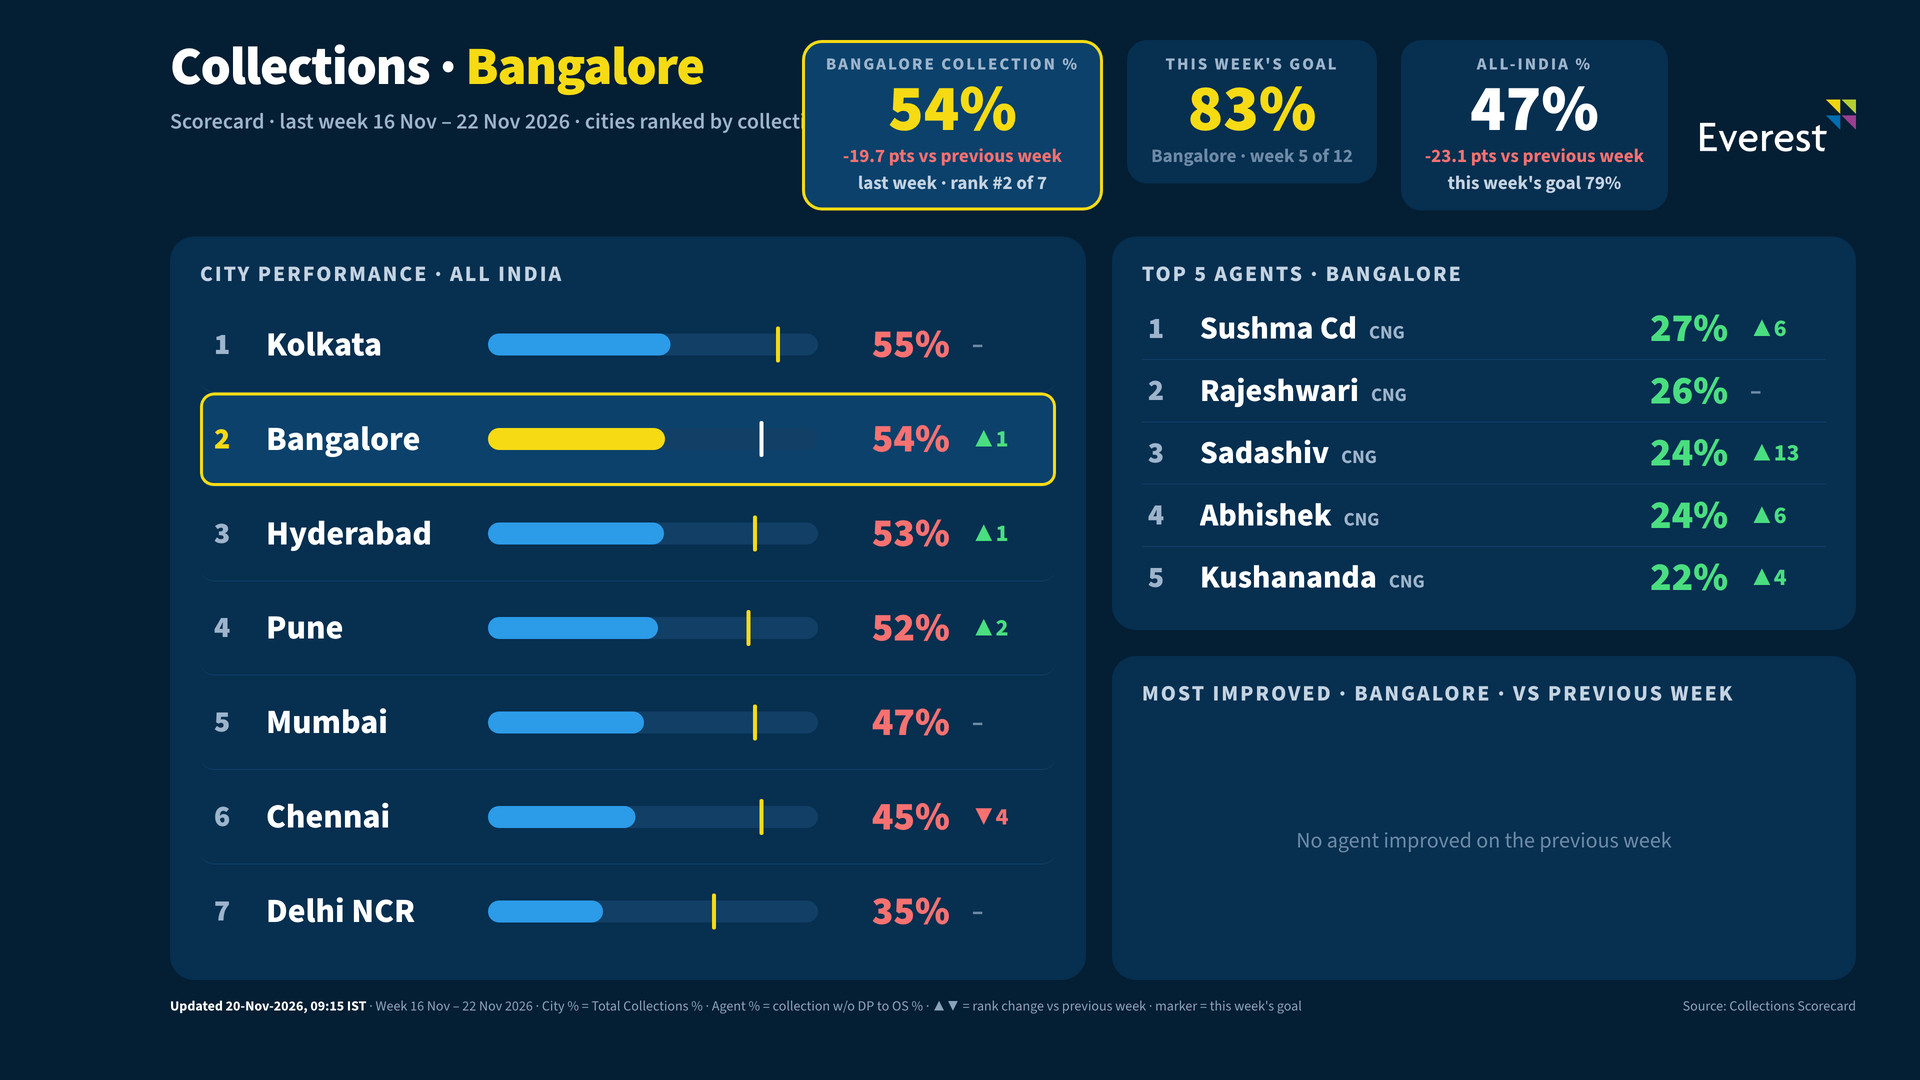 Collections · Bangalore
Scorecard · last week 16 Nov – 22 Nov 2026 · cities ranked by
BANGALORE COLLECTION %
54%
-19.7 pts vs previous week
last week · rank #2 of 7
THIS WEEK'S GOAL
83%
Bangalore · week 5 of 12
ALL-INDIA %
47%
-23.1 pts vs previous week
this week's goal 79%
Everest
CITY PERFORMANCE · ALL INDIA
1 Kolkata 55% –
2 Bangalore 54% ▲1
3 Hyderabad 53% ▲1
4 Pune 52% ▲2
5 Mumbai 47% –
6 Chennai 45% ▼4
7 Delhi NCR 35% –
TOP 5 AGENTS · BANGALORE
1 Sushma Cd CNG 27% ▲6
2 Rajeshwari CNG 26% –
3 Sadashiv CNG 24% ▲13
4 Abhishek CNG 24% ▲6
5 Kushananda CNG 22% ▲4
MOST IMPROVED · BANGALORE · VS PREVIOUS WEEK
No agent improved on the previous week
Updated 20-Nov-2026, 09:15 IST · Week 16 Nov – 22 Nov 2026 · City % = Total Collections % · Agent % = collection w/o DP to OS % · ▲▼ = rank change vs previous week · marker = this week's goal
Source: Collections Scorecard